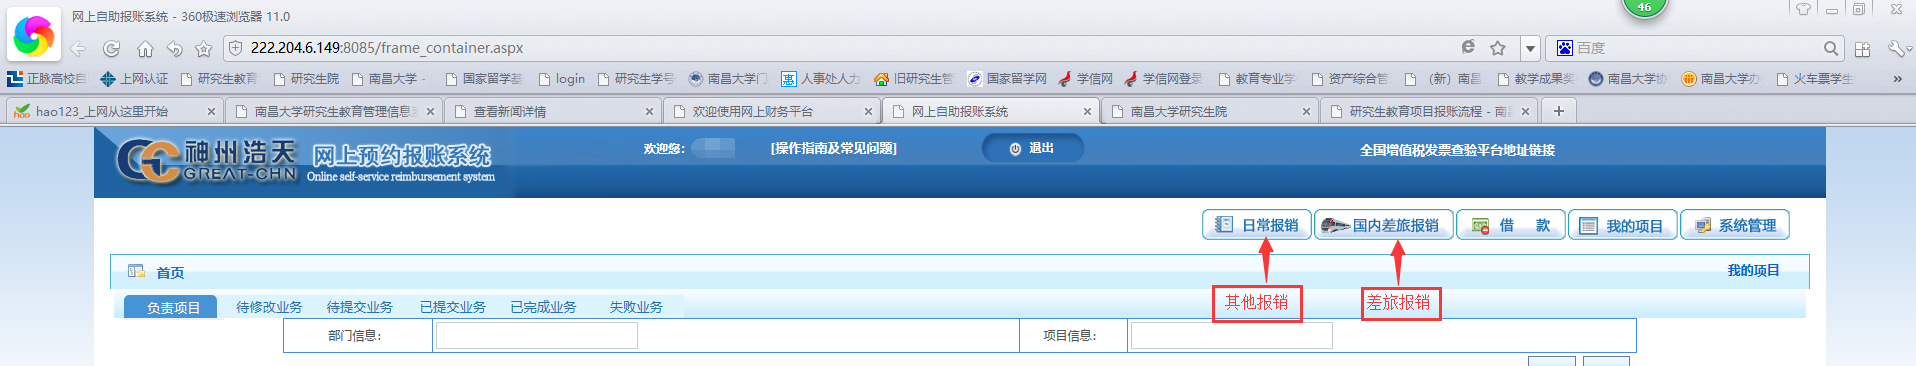 网上自助报账系统 - 360极速浏览器 11.0
46
222.204.6.149:8085/frame_container.aspx
百度
正脉高校自 上网认证 研究生教育 研究生院 南昌大学 - 国家留学基 login 研究生学号 南昌大学门 人事处人力 旧研究生管 国家留学网 学信网 学信网登录 教育专业学 资产综合管 （新）南昌 教学成果奖 南昌大学协 南昌大学办 火车票学生 »
hao123_上网从这里开始 南昌大学研究生教育管理信息系 查看新闻详情 欢迎使用网上财务平台 网上自助报账系统 南昌大学研究生院 研究生教育项目报账流程 - 南昌
神州浩天 GREAT-CHN
网上预约报账系统
Online self-service reimbursement system
欢迎您: [操作指南及常见问题] 退出 全国增值税发票查验平台地址链接
日常报销 国内差旅报销 借 款 我的项目 系统管理
首页 我的项目
负责项目 待修改业务 待提交业务 已提交业务 已完成业务 失败业务
其他报销 差旅报销
部门信息: 项目信息: